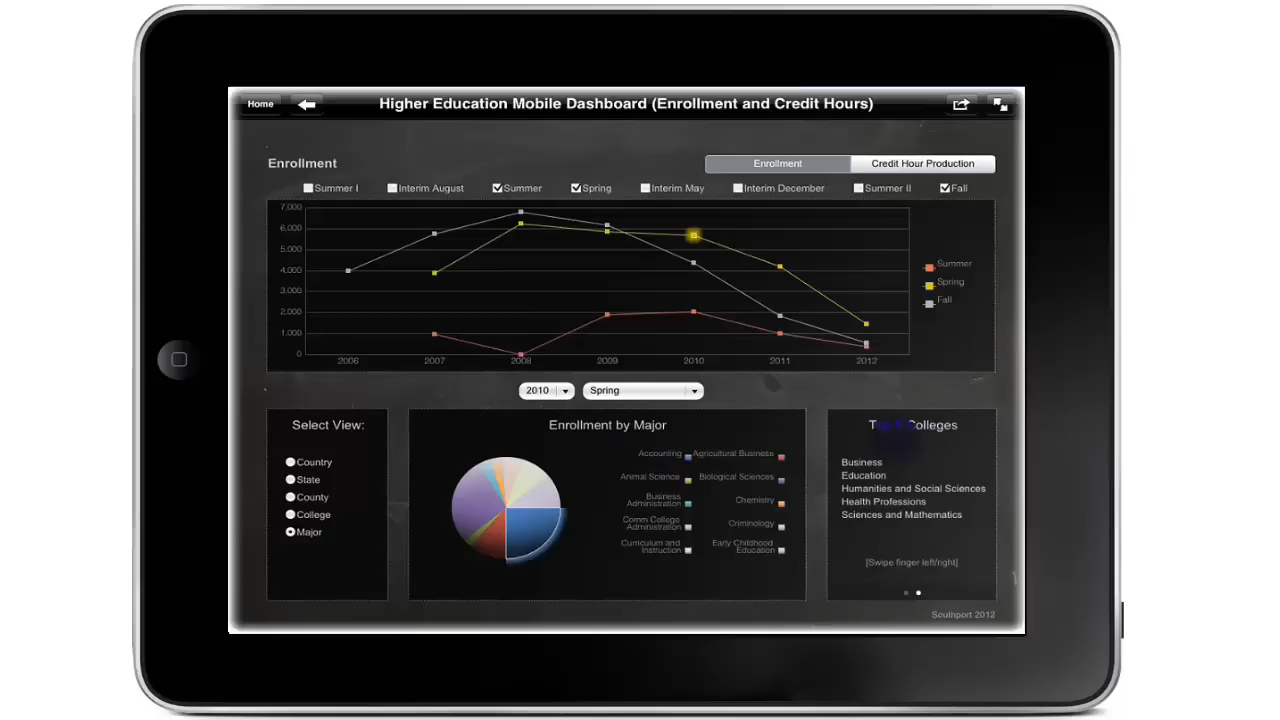 Home
Higher Education Mobile Dashboard (Enrollment and Credit Hours)
Enrollment
Enrollment Credit Hour Production
Summer I Interim August Summer Spring Interim May Interim December Summer II Fall
7,000
6,000
5,000
4,000
3,000
2,000
1,000
0
2006 2007 2008 2009 2010 2011 2012
Summer
Spring
Fall
2010 Spring
Select View:
Country
State
County
College
Major
Enrollment by Major
Accounting Agricultural Business
Animal Science Biological Sciences
Business
Administration
Chemistry
Comm College
Administration
Criminology
Curriculum and
Instruction
Early Childhood
Education
Top 5 Colleges
Business
Education
Humanities and Social Sciences
Health Professions
Sciences and Mathematics
[Swipe finger left/right]
Southport 2012